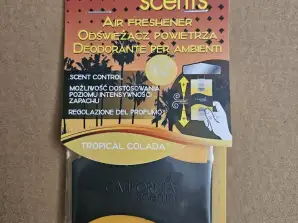 scents
AIR FRESHENER
ODŚWIEŻACZ POWIETRZA
DEODORANTE PER AMBIENTI
SCENT CONTROL
MOŻLIWOŚĆ DOSTOSOWANIA
POZIOMU INTENSYWNOŚCI
ZAPACHU
REGOLAZIONE DEL PROFUMO
TROPICAL COLADA
CALIFORNIA
scents